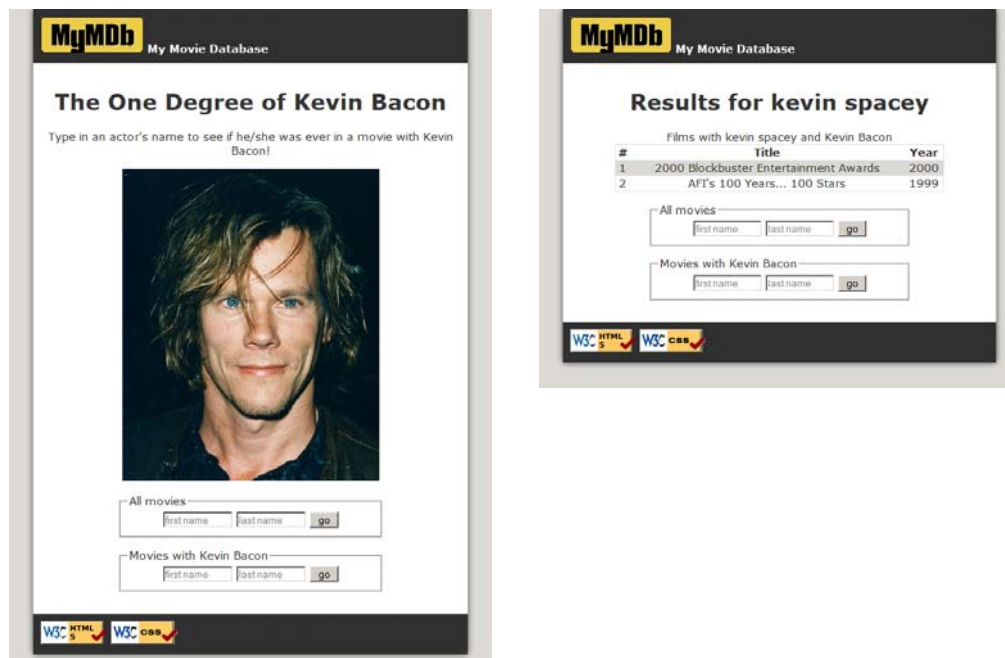 MyMDb My Movie Database
The One Degree of Kevin Bacon
Type in an actor's name to see if he/she was ever in a movie with Kevin
Bacon!
All movies
first name last name go
Movies with Kevin Bacon
first name last name go
W3C HTML 5 W3C CSS
MyMDb My Movie Database
Results for kevin spacey
Films with kevin spacey and Kevin Bacon
# Title Year
1 2000 Blockbuster Entertainment Awards 2000
2 AFI's 100 Years... 100 Stars 1999
All movies
first name last name go
Movies with Kevin Bacon
first name last name go
W3C HTML 5 W3C CSS